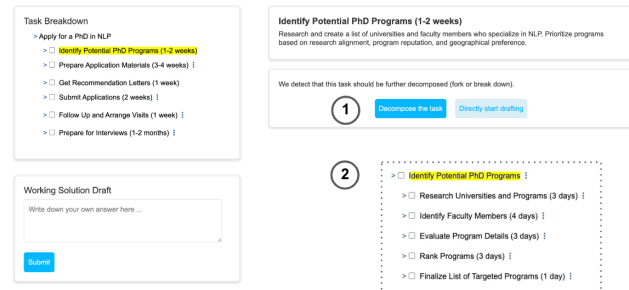 Task Breakdown
> Apply for a PhD in NLP
> Identify Potential PhD Programs (1-2 weeks)
> Prepare Application Materials (3-4 weeks)
> Get Recommendation Letters (1 week)
> Submit Applications (2 weeks)
> Follow Up and Arrange Visits (1 week)
> Prepare for Interviews (1-2 months)
Working Solution Draft
Write down your own answer here ...
Submit
Identify Potential PhD Programs (1-2 weeks)
Research and create a list of universities and faculty members who specialize in NLP. Prioritize programs
based on research alignment, program reputation, and geographical preference.
We detect that this task should be further decomposed (fork or break down).
1
Decompose the task
Directly start drafting
2
> Identify Potential PhD Programs
> Research Universities and Programs (3 days)
> Identify Faculty Members (4 days)
> Evaluate Program Details (3 days)
> Rank Programs (3 days)
> Finalize List of Targeted Programs (1 day)